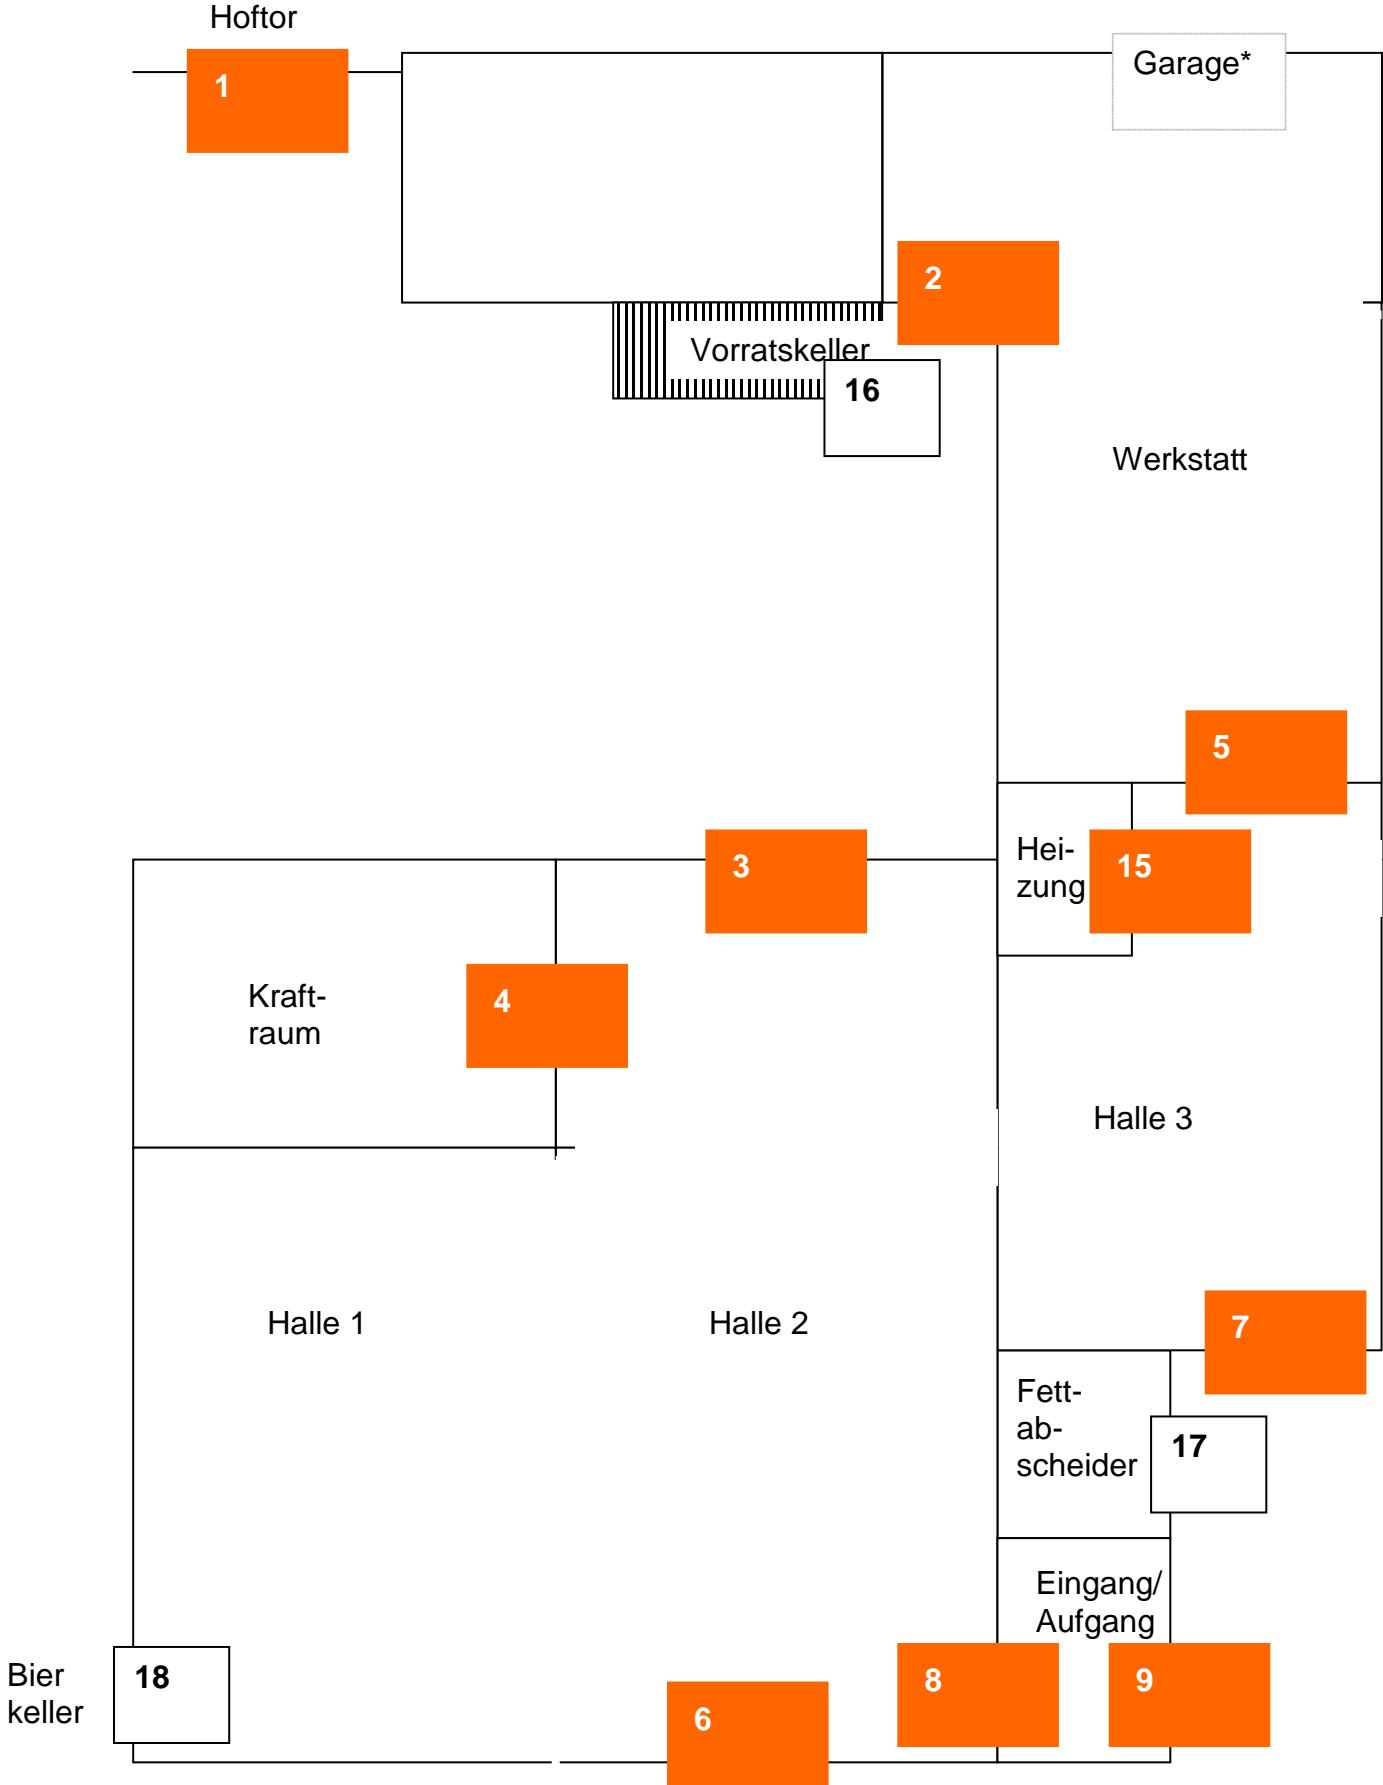 Hoftor
1
Garage*
2
Vorratskeller
16
Werkstatt
5
3
Hei-
zung
15
Kraft-
raum
4
Halle 3
Halle 1
Halle 2
7
Fett-
ab-
scheider
17
Eingang/
Aufgang
Bier
keller
18
8
9
6